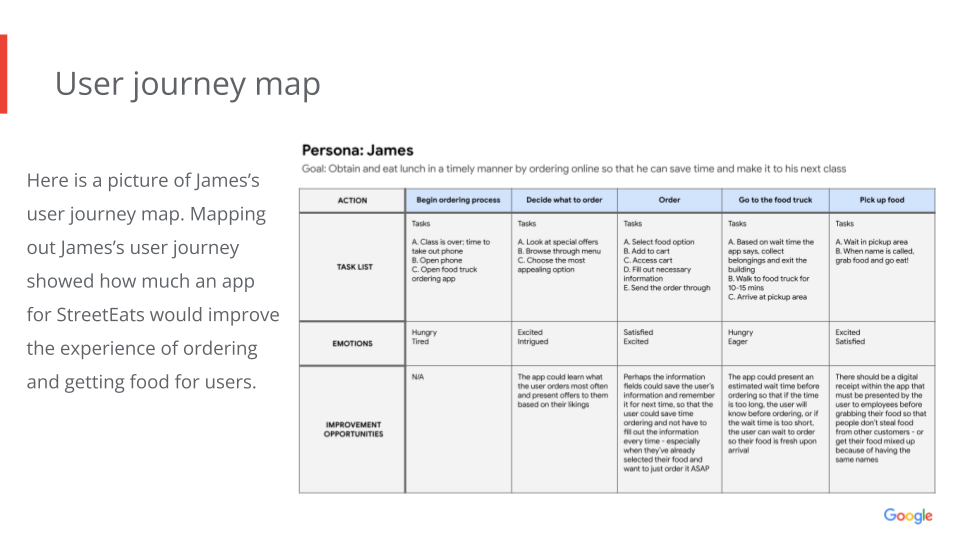 User journey map
Here is a picture of James’s
user journey map. Mapping
out James’s user journey
showed how much an app
for StreetEats would improve
the experience of ordering
and getting food for users.
Persona: James
Goal: Obtain and eat lunch in a timely manner by ordering online so that he can save time and make it to his next class
ACTION
Begin ordering process
Decide what to order
Order
Go to the food truck
Pick up food
TASK LIST
Tasks
A. Class is over; time to
take out phone
B. Open phone
C. Open food truck
ordering app
Tasks
A. Look at special offers
B. Browse through menu
C. Choose the most
appealing option
Tasks
A. Select food option
B. Add to cart
C. Access cart
D. Fill out necessary
information
E. Send the order through
Tasks
A. Based on wait time the
app says, collect
belongings and exit the
building
B. Walk to food truck for
10-15 mins
C. Arrive at pickup area
Tasks
A. Wait in pickup area
B. When name is called,
grab food and go eat!
EMOTIONS
Hungry
Tired
Excited
Intrigued
Satisfied
Excited
Hungry
Eager
Excited
Satisfied
IMPROVEMENT
OPPORTUNITIES
N/A
The app could learn what
the user orders most often
and present offers to them
based on their likings
Perhaps the information
fields could save the user's
information and remember
it for next time, so that the
user could save time
ordering and not have to
fill out the information
every time - especially
when they've already
selected their food and
want to just order it ASAP
The app could present an
estimated wait time before
ordering so that if the time
is too long, the user will
know before ordering, or if
the wait time is too short,
the user can wait to order
so their food is fresh upon
arrival
There should be a digital
receipt within the app that
must be presented by the
user to employees before
grabbing their food so that
people don't steal food
from other customers - or
get their food mixed up
because of having the
same names
Google